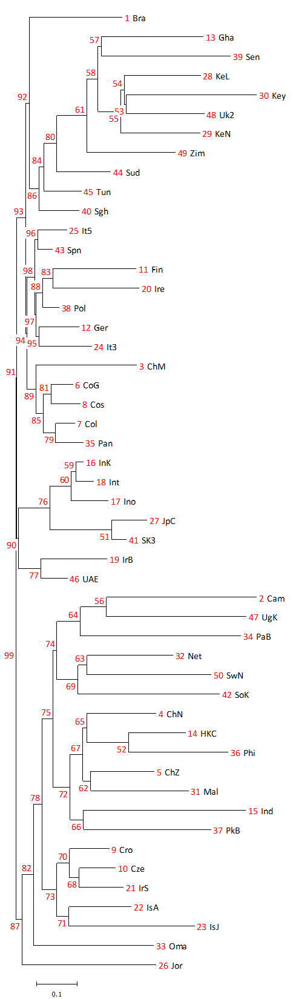 1 Bra
57
13 Gha
39 Sen
58
54
28 KeL
92
30 Key
61
53
48 Uk2
55
80
29 KeN
49 Zim
84
44 Sud
86
45 Tun
93
40 Sgh
96
25 It5
43 Spn
98
83
11 Fin
88
20 Ire
38 Pol
97
12 Ger
94
95
24 It3
91
3 ChM
89
81
6 CoG
8 Cos
85
7 Col
79
35 Pan
59
16 InK
60
18 Int
76
17 Ino
27 JpC
51
41 SK3
90
19 IrB
77
46 UAE
56
2 Cam
64
47 UgK
74
34 PaB
99
63
32 Net
69
50 SwN
42 SoK
75
65
4 ChN
67
14 HKC
52
36 Phi
5 ChZ
62
31 Mal
78
72
15 Ind
66
37 PkB
70
9 Cro
82
10 Cze
68
21 IrS
73
22 IsA
71
87
23 IsJ
33 Oma
26 Jor
0.1